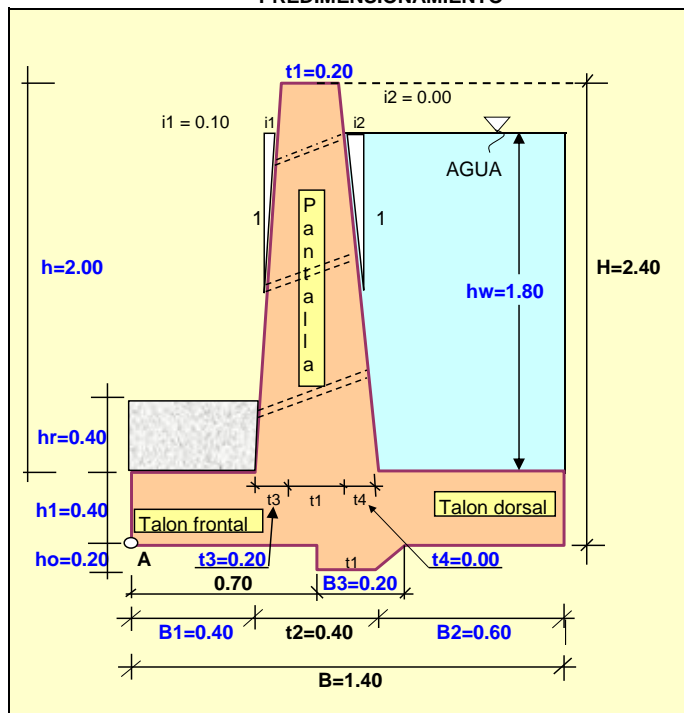 PREDIMENSIONAMIENTO
t1=0.20
i2 = 0.00
i1 = 0.10
i1
i2
AGUA
1
1
Pantalla
h=2.00
hw=1.80
H=2.40
hr=0.40
h1=0.40
t3
t1
t4
Talon dorsal
Talon frontal
A
ho=0.20
t3=0.20
t1
t4=0.00
0.70
B3=0.20
B1=0.40
t2=0.40
B2=0.60
B=1.40